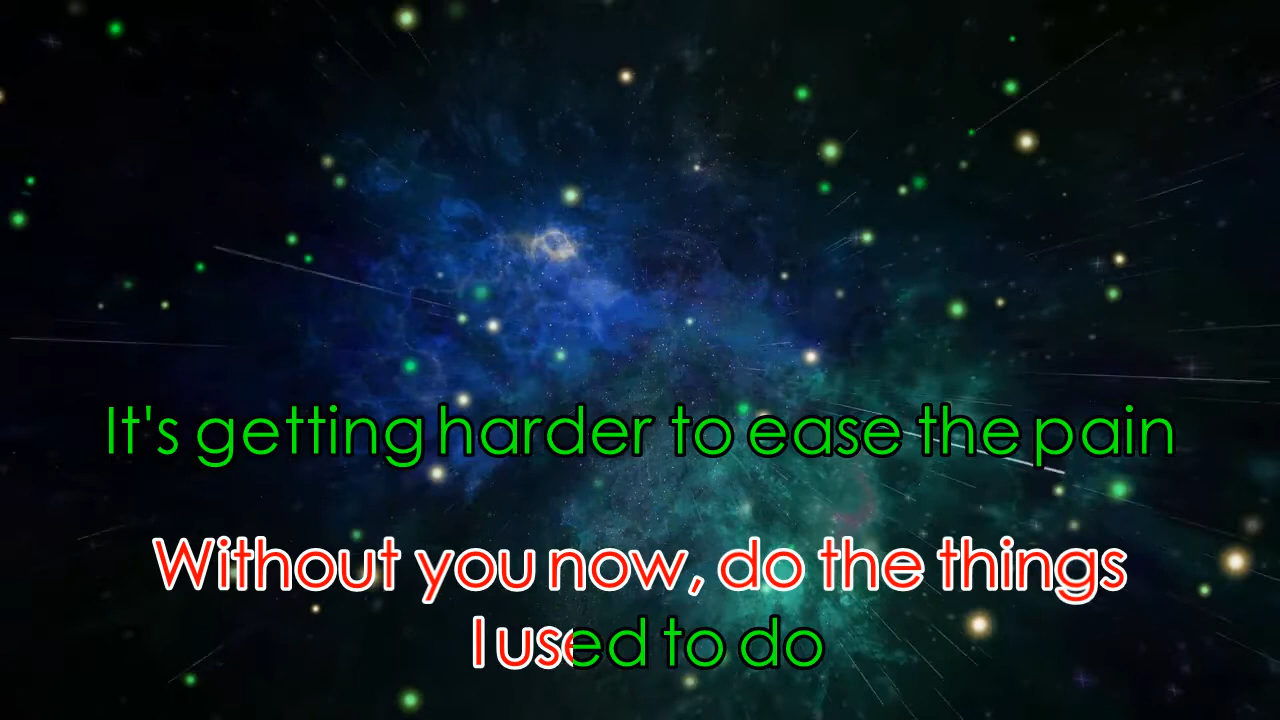 It's getting harder to ease the pain
Without you now, do the things
I used to do